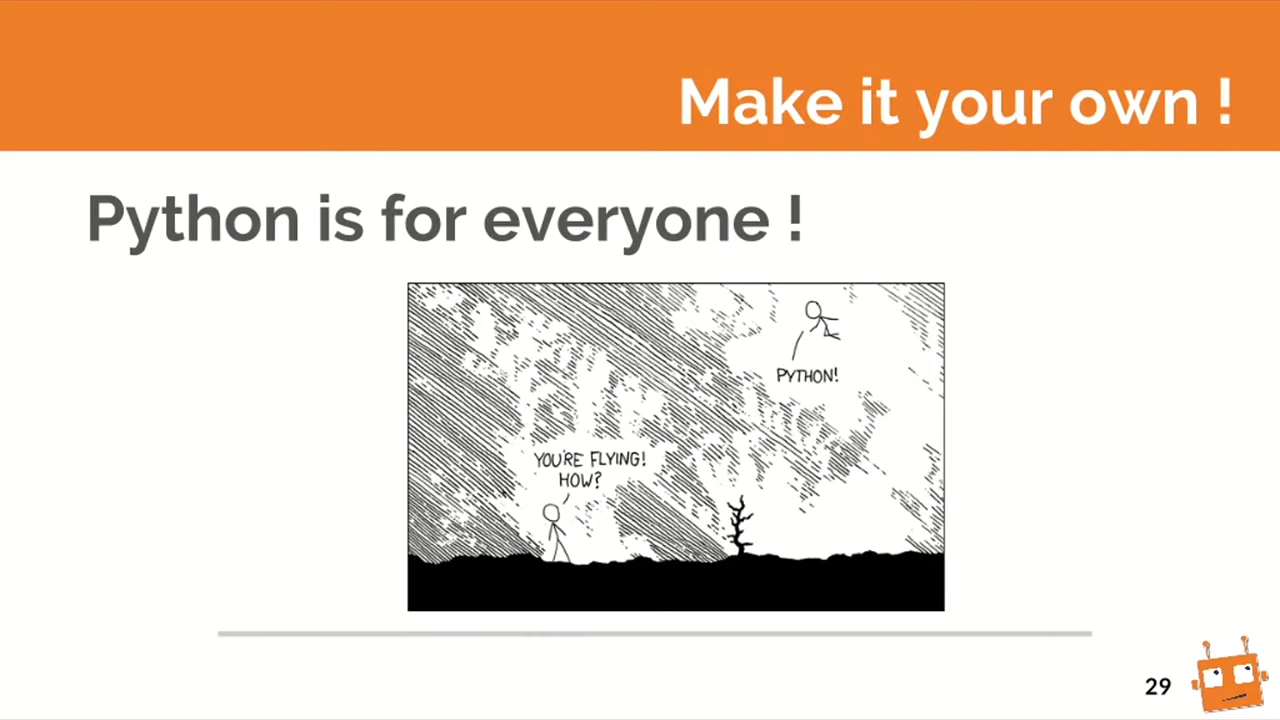 Make it your own !
Python is for everyone !
PYTHON!
YOU'RE FLYING!
HOW?
29